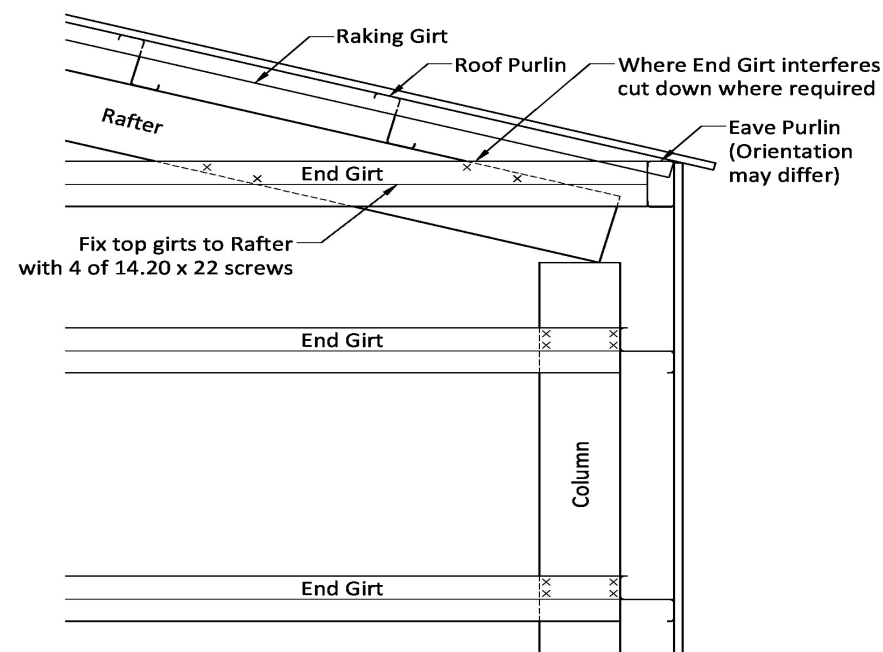 Raking Girt
Roof Purlin
Where End Girt interferes
cut down where required
Rafter
Eave Purlin
(Orientation
may differ)
End Girt
Fix top girts to Rafter
with 4 of 14.20 x 22 screws
End Girt
Column
End Girt